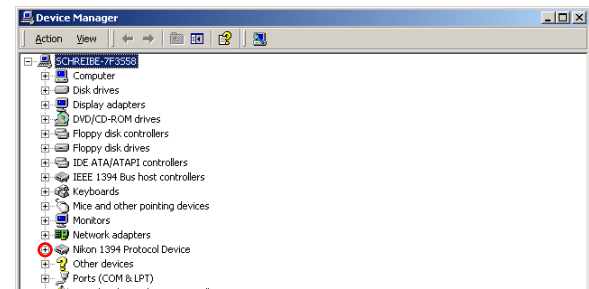 Device Manager
Action View
SCHREIBE-7F3S58
Computer
Disk drives
Display adapters
DVD/CD-ROM drives
Floppy disk controllers
Floppy disk drives
IDE ATA/ATAPI controllers
IEEE 1394 Bus host controllers
Keyboards
Mice and other pointing devices
Monitors
Network adapters
Nikon 1394 Protocol Device
Other devices
Ports (COM & LPT)